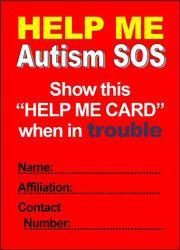 HELP ME
Autism SOS
Show this
“HELP ME CARD”
when in trouble
Name:
Affiliation:
Contact
Number: